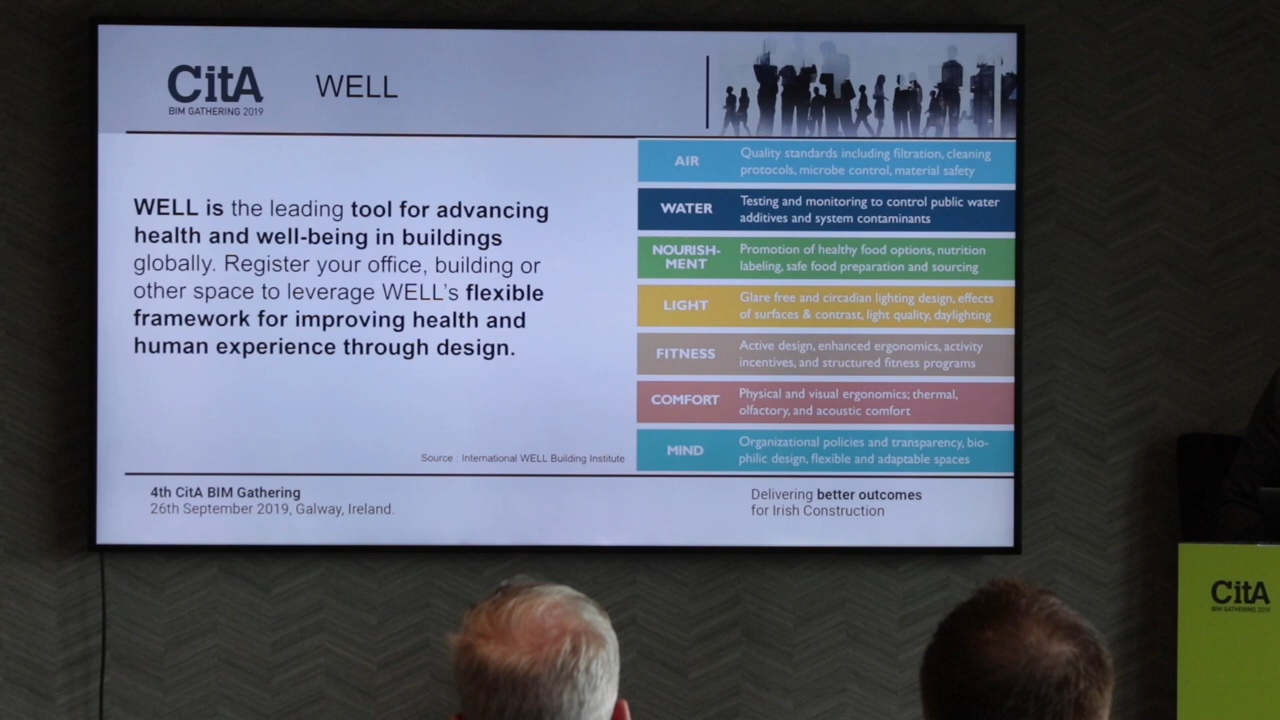 CitA
BIM GATHERING 2019
WELL
WELL is the leading tool for advancing
health and well-being in buildings
globally. Register your office, building or
other space to leverage WELL's flexible
framework for improving health and
human experience through design.
Source : International WELL Building Institute
AIR
Quality standards including filtration, cleaning
protocols, microbe control, material safety
WATER
Testing and monitoring to control public water
additives and system contaminants
NOURISH-
MENT
Promotion of healthy food options, nutrition
labeling, safe food preparation and sourcing
LIGHT
Glare free and circadian lighting design, effects
of surfaces & contrast, light quality, daylighting
FITNESS
Active design, enhanced ergonomics, activity
incentives, and structured fitness programs
COMFORT
Physical and visual ergonomics; thermal,
olfactory, and acoustic comfort
MIND
Organizational policies and transparency, bio-
philic design, flexible and adaptable spaces
4th CitA BIM Gathering
26th September 2019, Galway, Ireland.
Delivering better outcomes
for Irish Construction
CitA
BIM GATHERING 2019